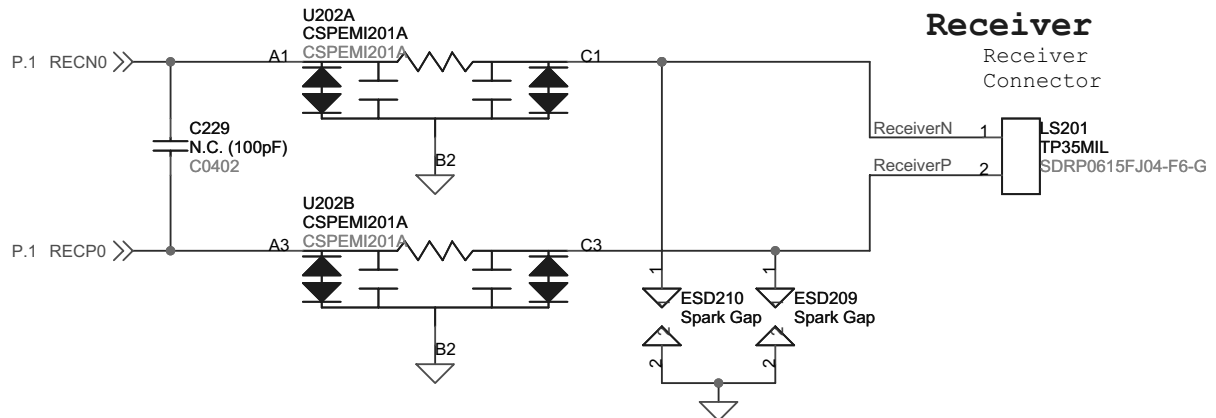 Receiver
Receiver
Connector
U202A
CSPEMI201A
CSPEMI201A
P.1 RECN0
A1
C1
C229
N.C. (100pF)
C0402
B2
ReceiverN
1
LS201
TP35MIL
SDRP0615FJ04-F6-G
ReceiverP
2
U202B
CSPEMI201A
CSPEMI201A
P.1 RECP0
A3
C3
1
1
ESD210
Spark Gap
ESD209
Spark Gap
B2
2
2